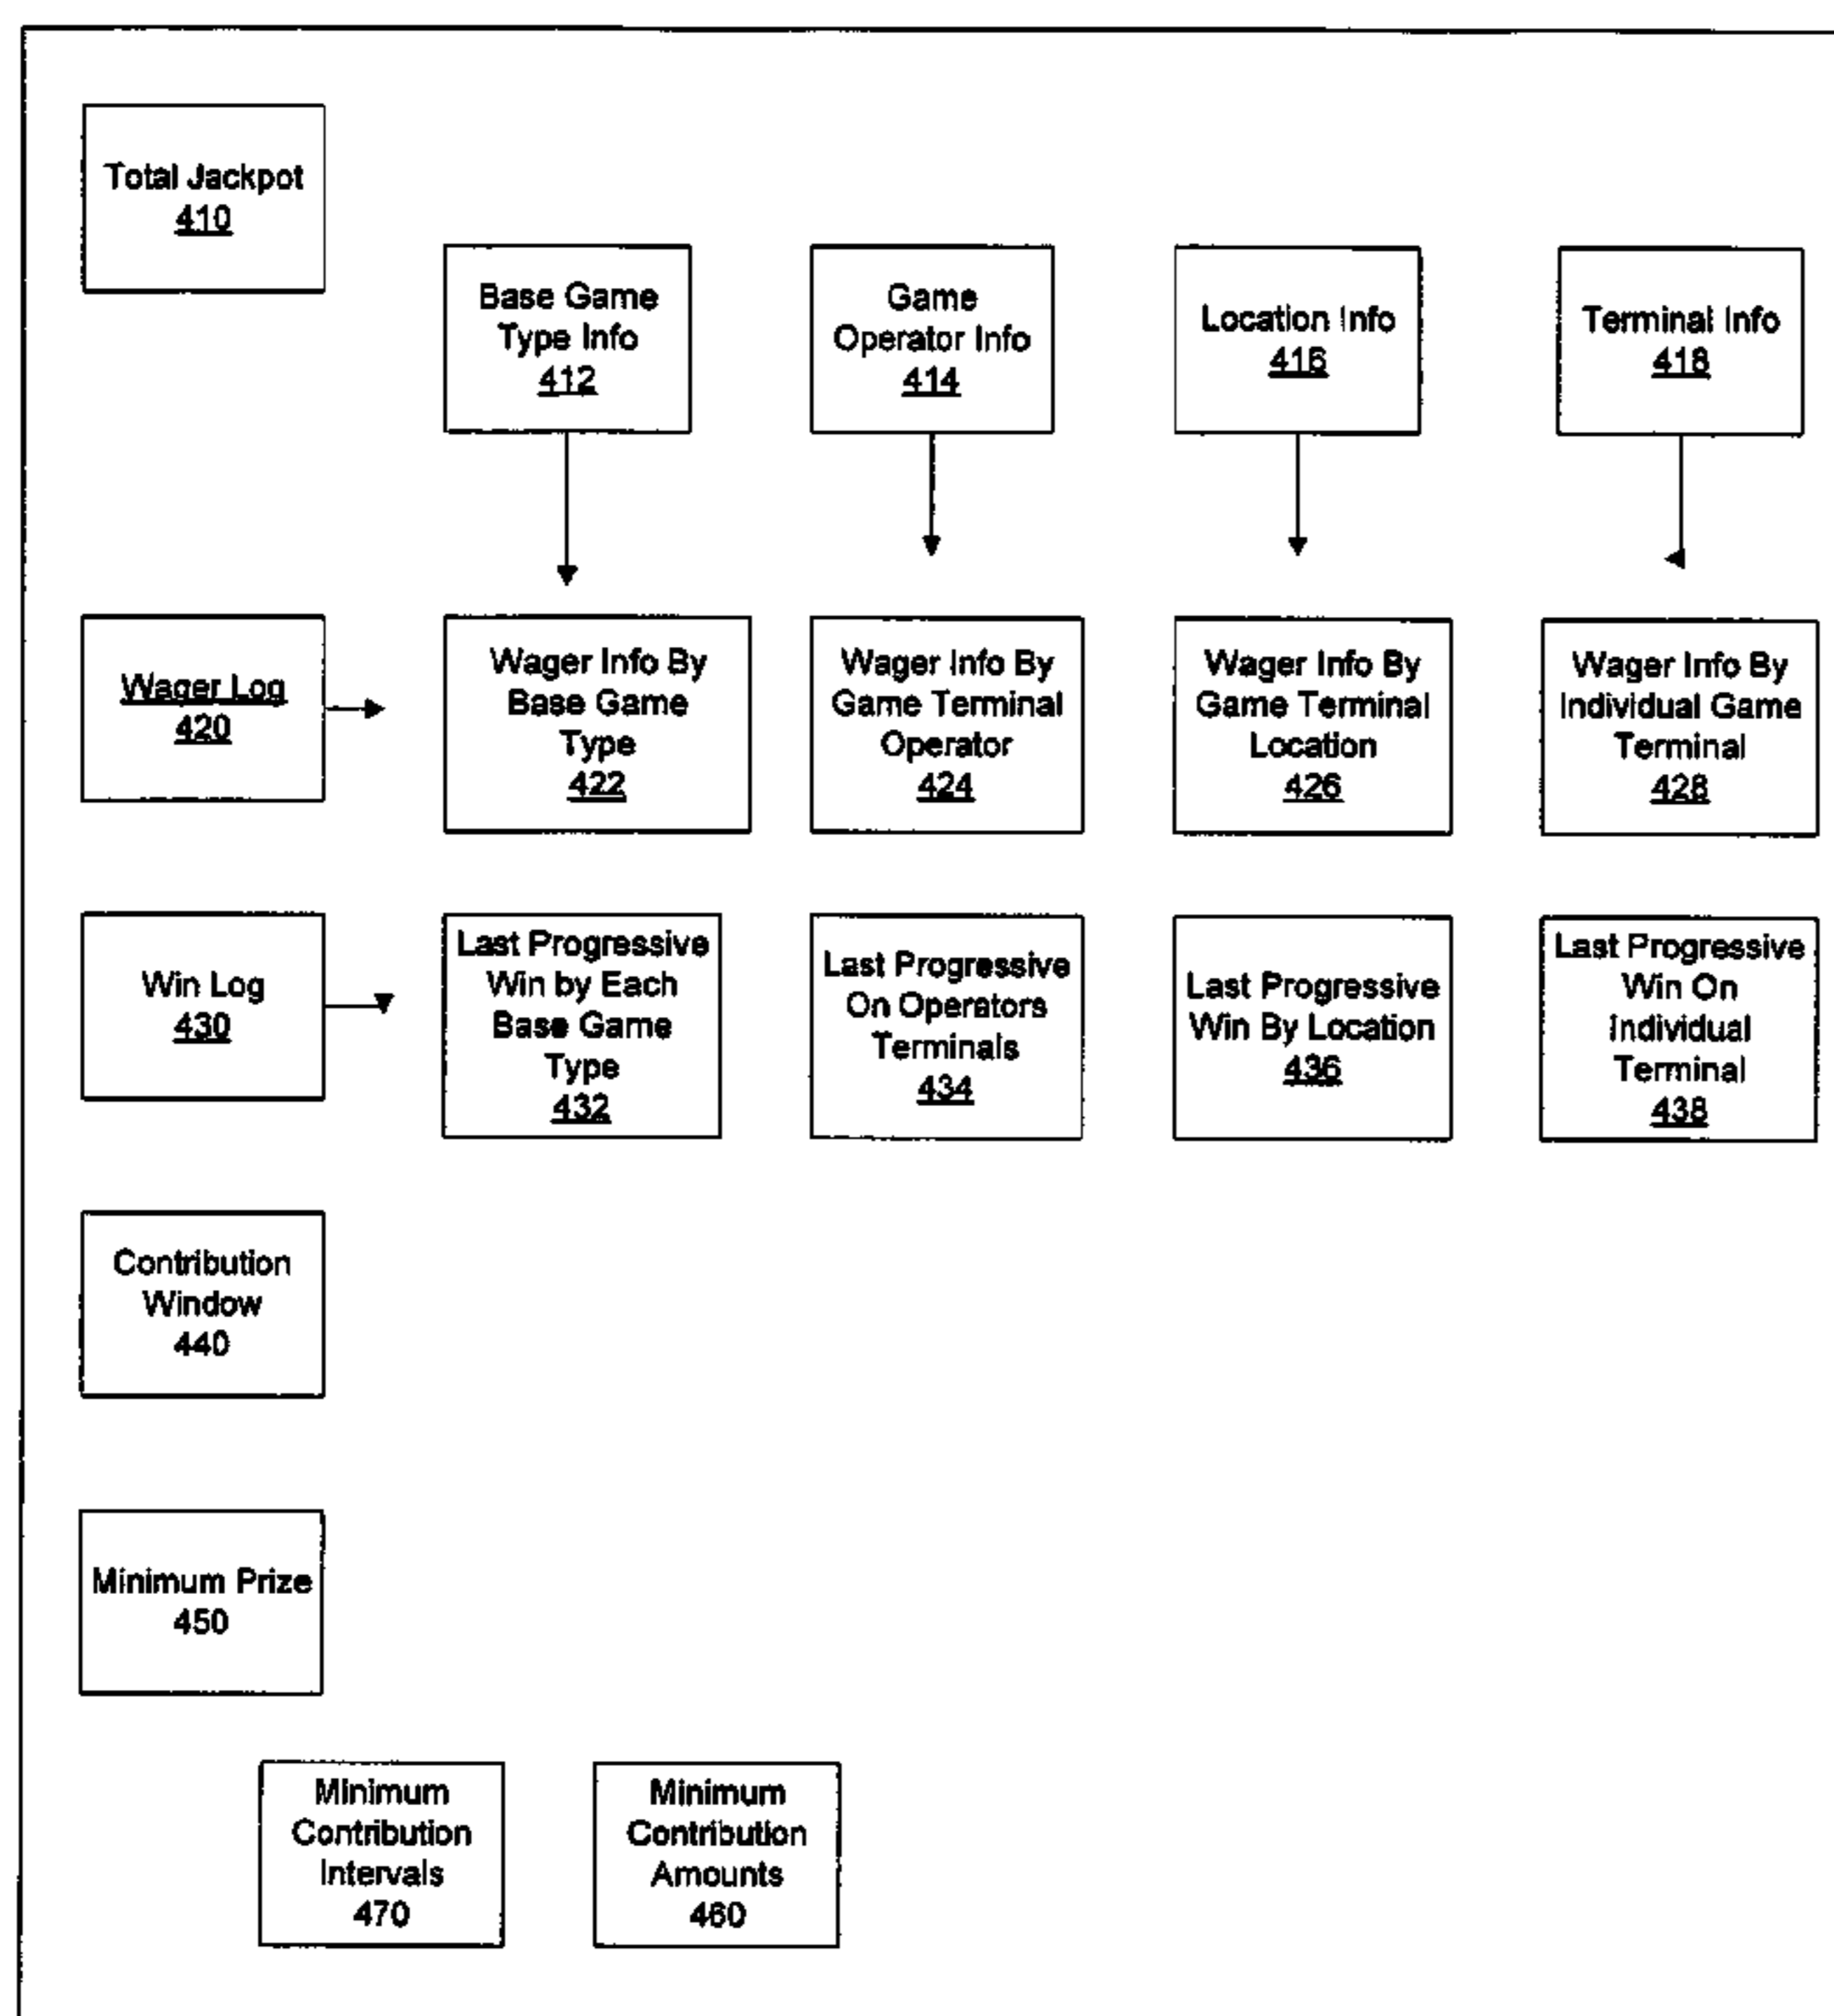 Total Jackpot
410
Base Game
Type Info
412
Game
Operator Info
414
Location Info
416
Terminal Info
418
Wager Log
420
Wager Info By
Base Game
Type
422
Wager Info By
Game Terminal
Operator
424
Wager Info By
Game Terminal
Location
426
Wager Info By
Individual Game
Terminal
428
Win Log
430
Last Progressive
Win by Each
Base Game
Type
432
Last Progressive
On Operators
Terminals
434
Last Progressive
Win By Location
436
Last Progressive
Win On
Individual
Terminal
438
Contribution
Window
440
Minimum Prize
450
Minimum
Contribution
Intervals
470
Minimum
Contribution
Amounts
460